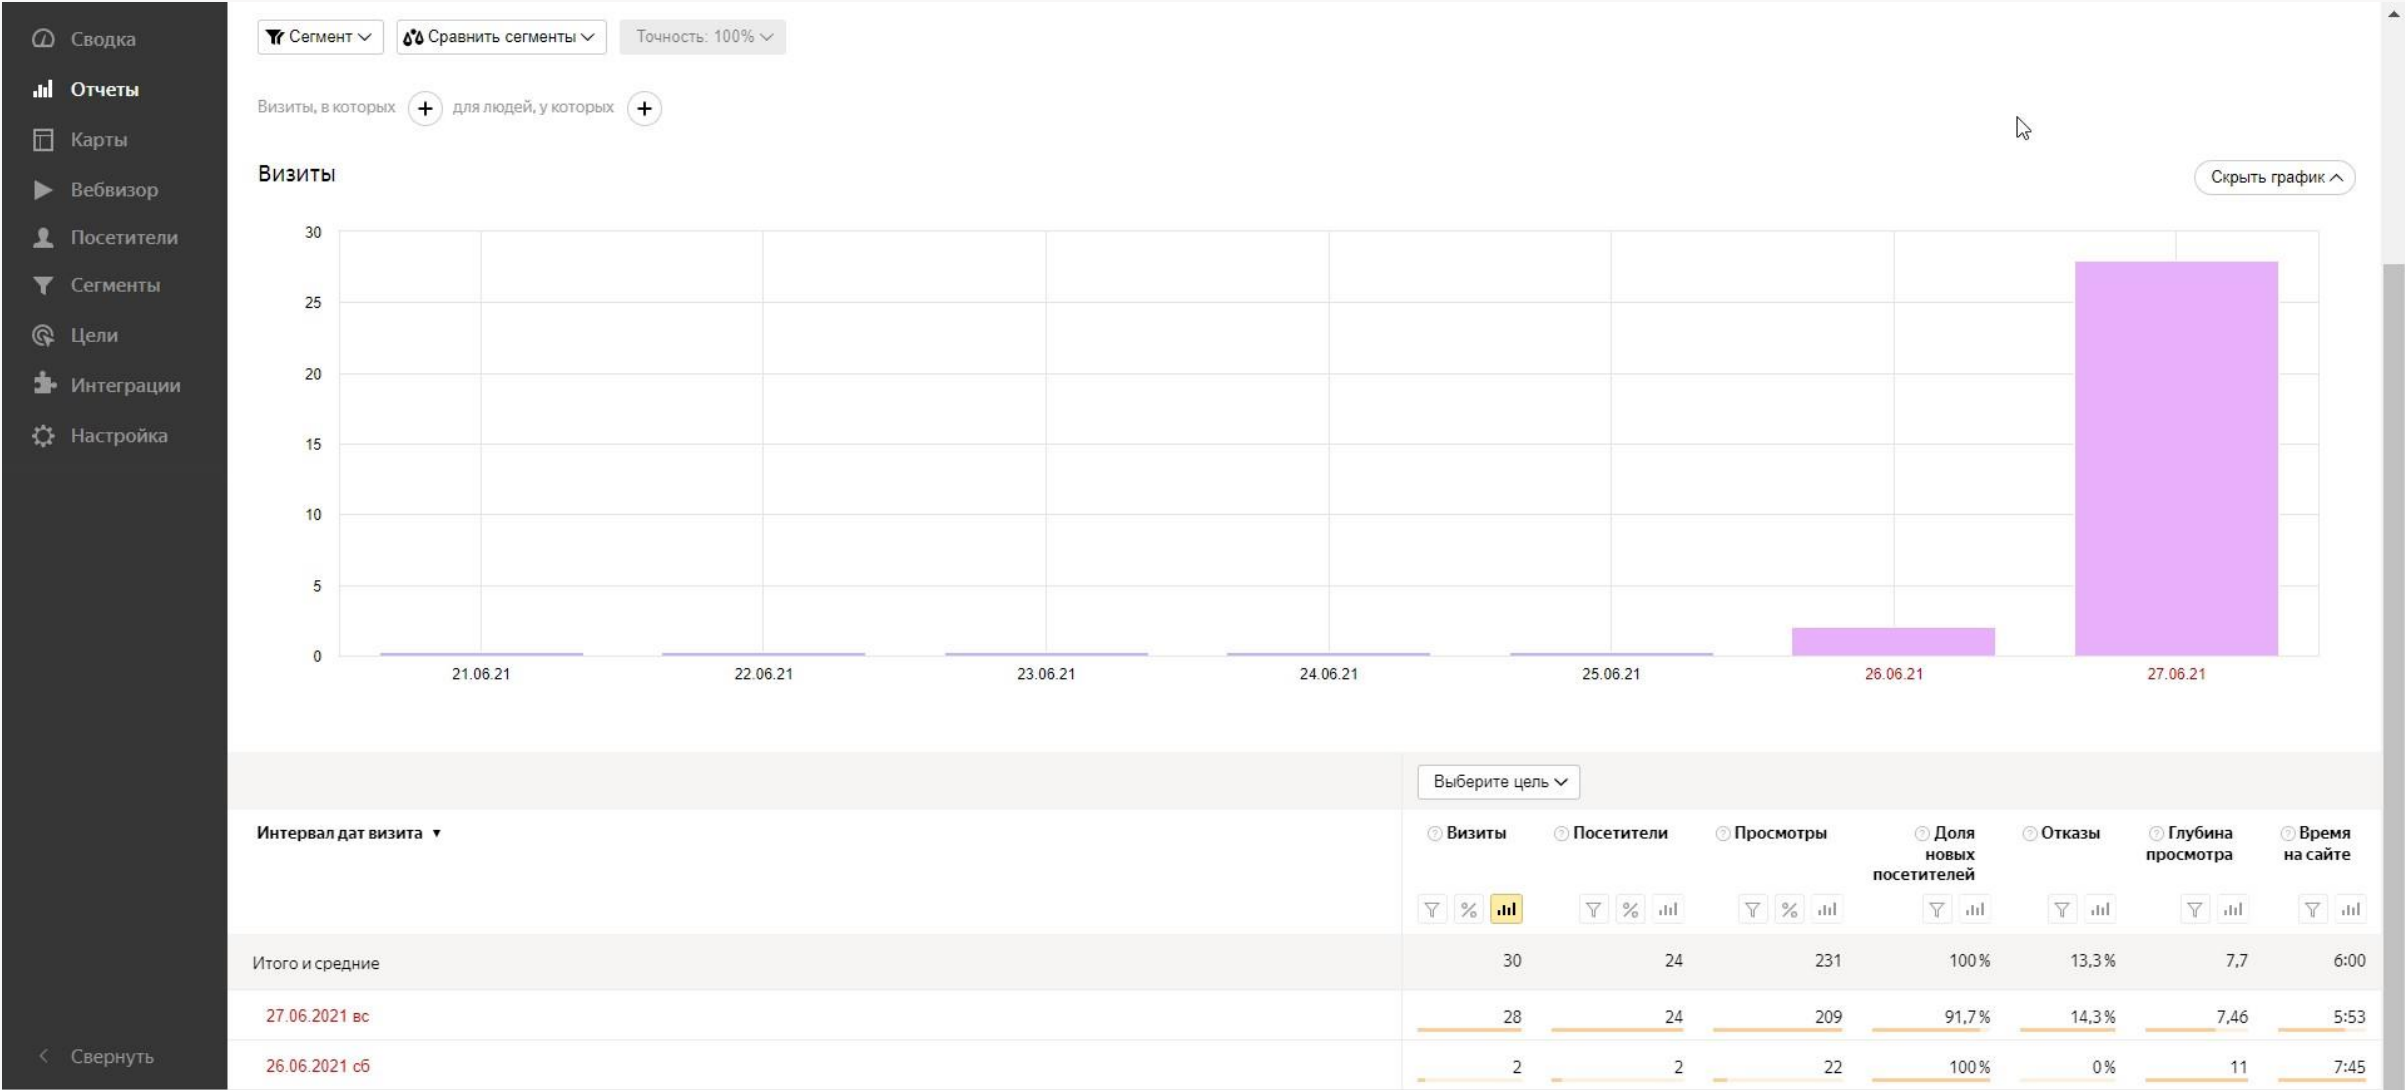 Сводка
Отчеты
Карты
Вебвизор
Посетители
Сегменты
Цели
Интеграции
Настройка
Свернуть
Сегмент
Сравнить сегменты
Точность: 100%
Визиты, в которых + для людей, у которых +
Визиты
Скрыть график
30
25
20
15
10
5
0
21.06.21 22.06.21 23.06.21 24.06.21 25.06.21 26.06.21 27.06.21
Выберите цель
Интервал дат визита ▼
Визиты
Посетители
Просмотры
Доля
новых
посетителей
Отказы
Глубина
просмотра
Время
на сайте
% % %
Итого и средние 30 24 231 100% 13,3% 7,7 6:00
27.06.2021 вс 28 24 209 91,7% 14,3% 7,46 5:53
26.06.2021 сб 2 2 22 100% 0% 11 7:45